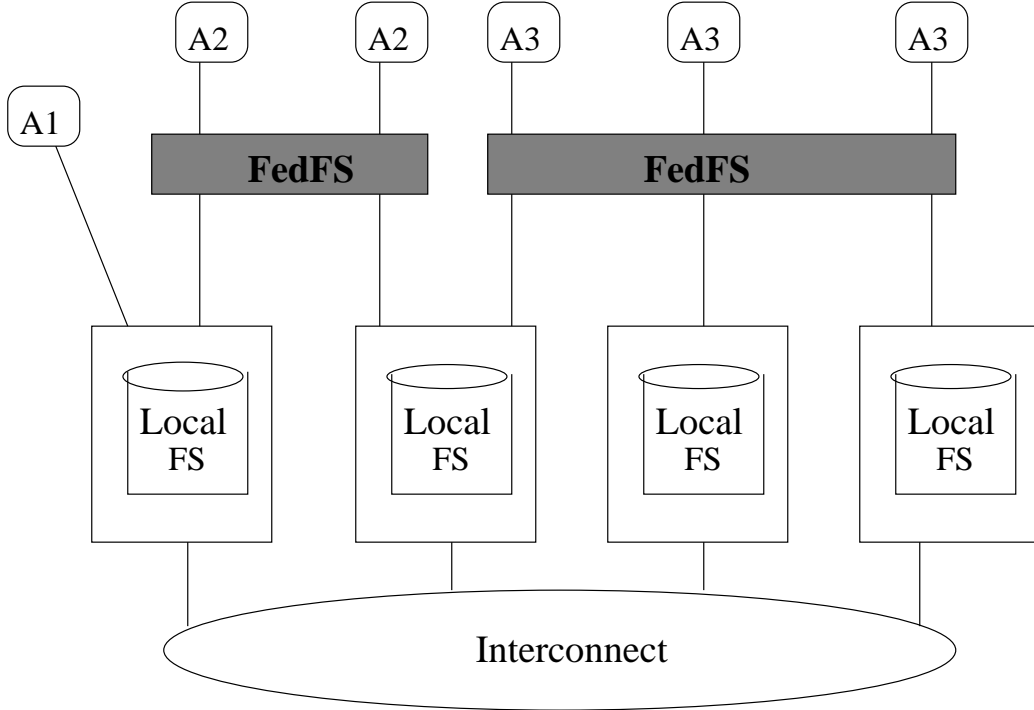 A2
A2
A3
A3
A3
A1
FedFS
FedFS
Local
FS
Local
FS
Local
FS
Local
FS
Interconnect